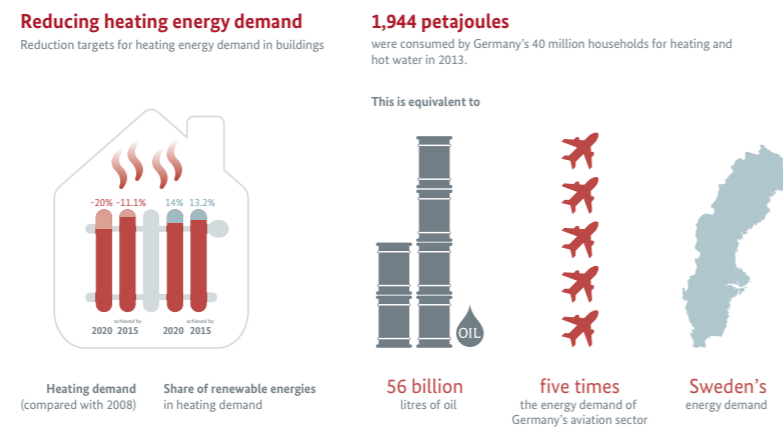 Reducing heating energy demand
Reduction targets for heating energy demand in buildings
-20% -11.1% 14% 13.2%
achieved by achieved by
2020 2015 2020 2015
Heating demand
(compared with 2008)
Share of renewable energies
in heating demand
1,944 petajoules
were consumed by Germany's 40 million households for heating and
hot water in 2013.
This is equivalent to
OIL
56 billion
litres of oil
five times
the energy demand of
Germany's aviation sector
Sweden's
energy demand